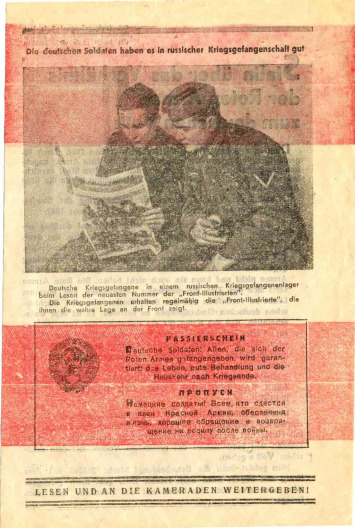 Die deutschen Soldaten haben es in russischer Kriegsgefangenschaft gut
Deutsche Kriegsgefangene in einem russischen Kriegsgefangenenlager
beim Lesen der neuesten Nummer der „Front-Illustrierten“.
Die Kriegsgefangenen erhalten regelmäßig die „Front-Illustrierte“, die
ihnen die wahre Lage an der Front zeigt.
PASSIERSCHEIN
Deutsche Soldaten! Allen, die sich der
Roten Armee gefangengeben, wird garan-
tiert: das Leben, gute Behandlung und die
Heimkehr nach Kriegsende.
ПРОПУСК
Немецкие солдаты! Всем, кто сдастся
в плен Красной Армии, обеспечена
жизнь, хорошее обращение и возвра-
щение на родину после войны.
LESEN UND AN DIE KAMERADEN WEITERGEBEN!